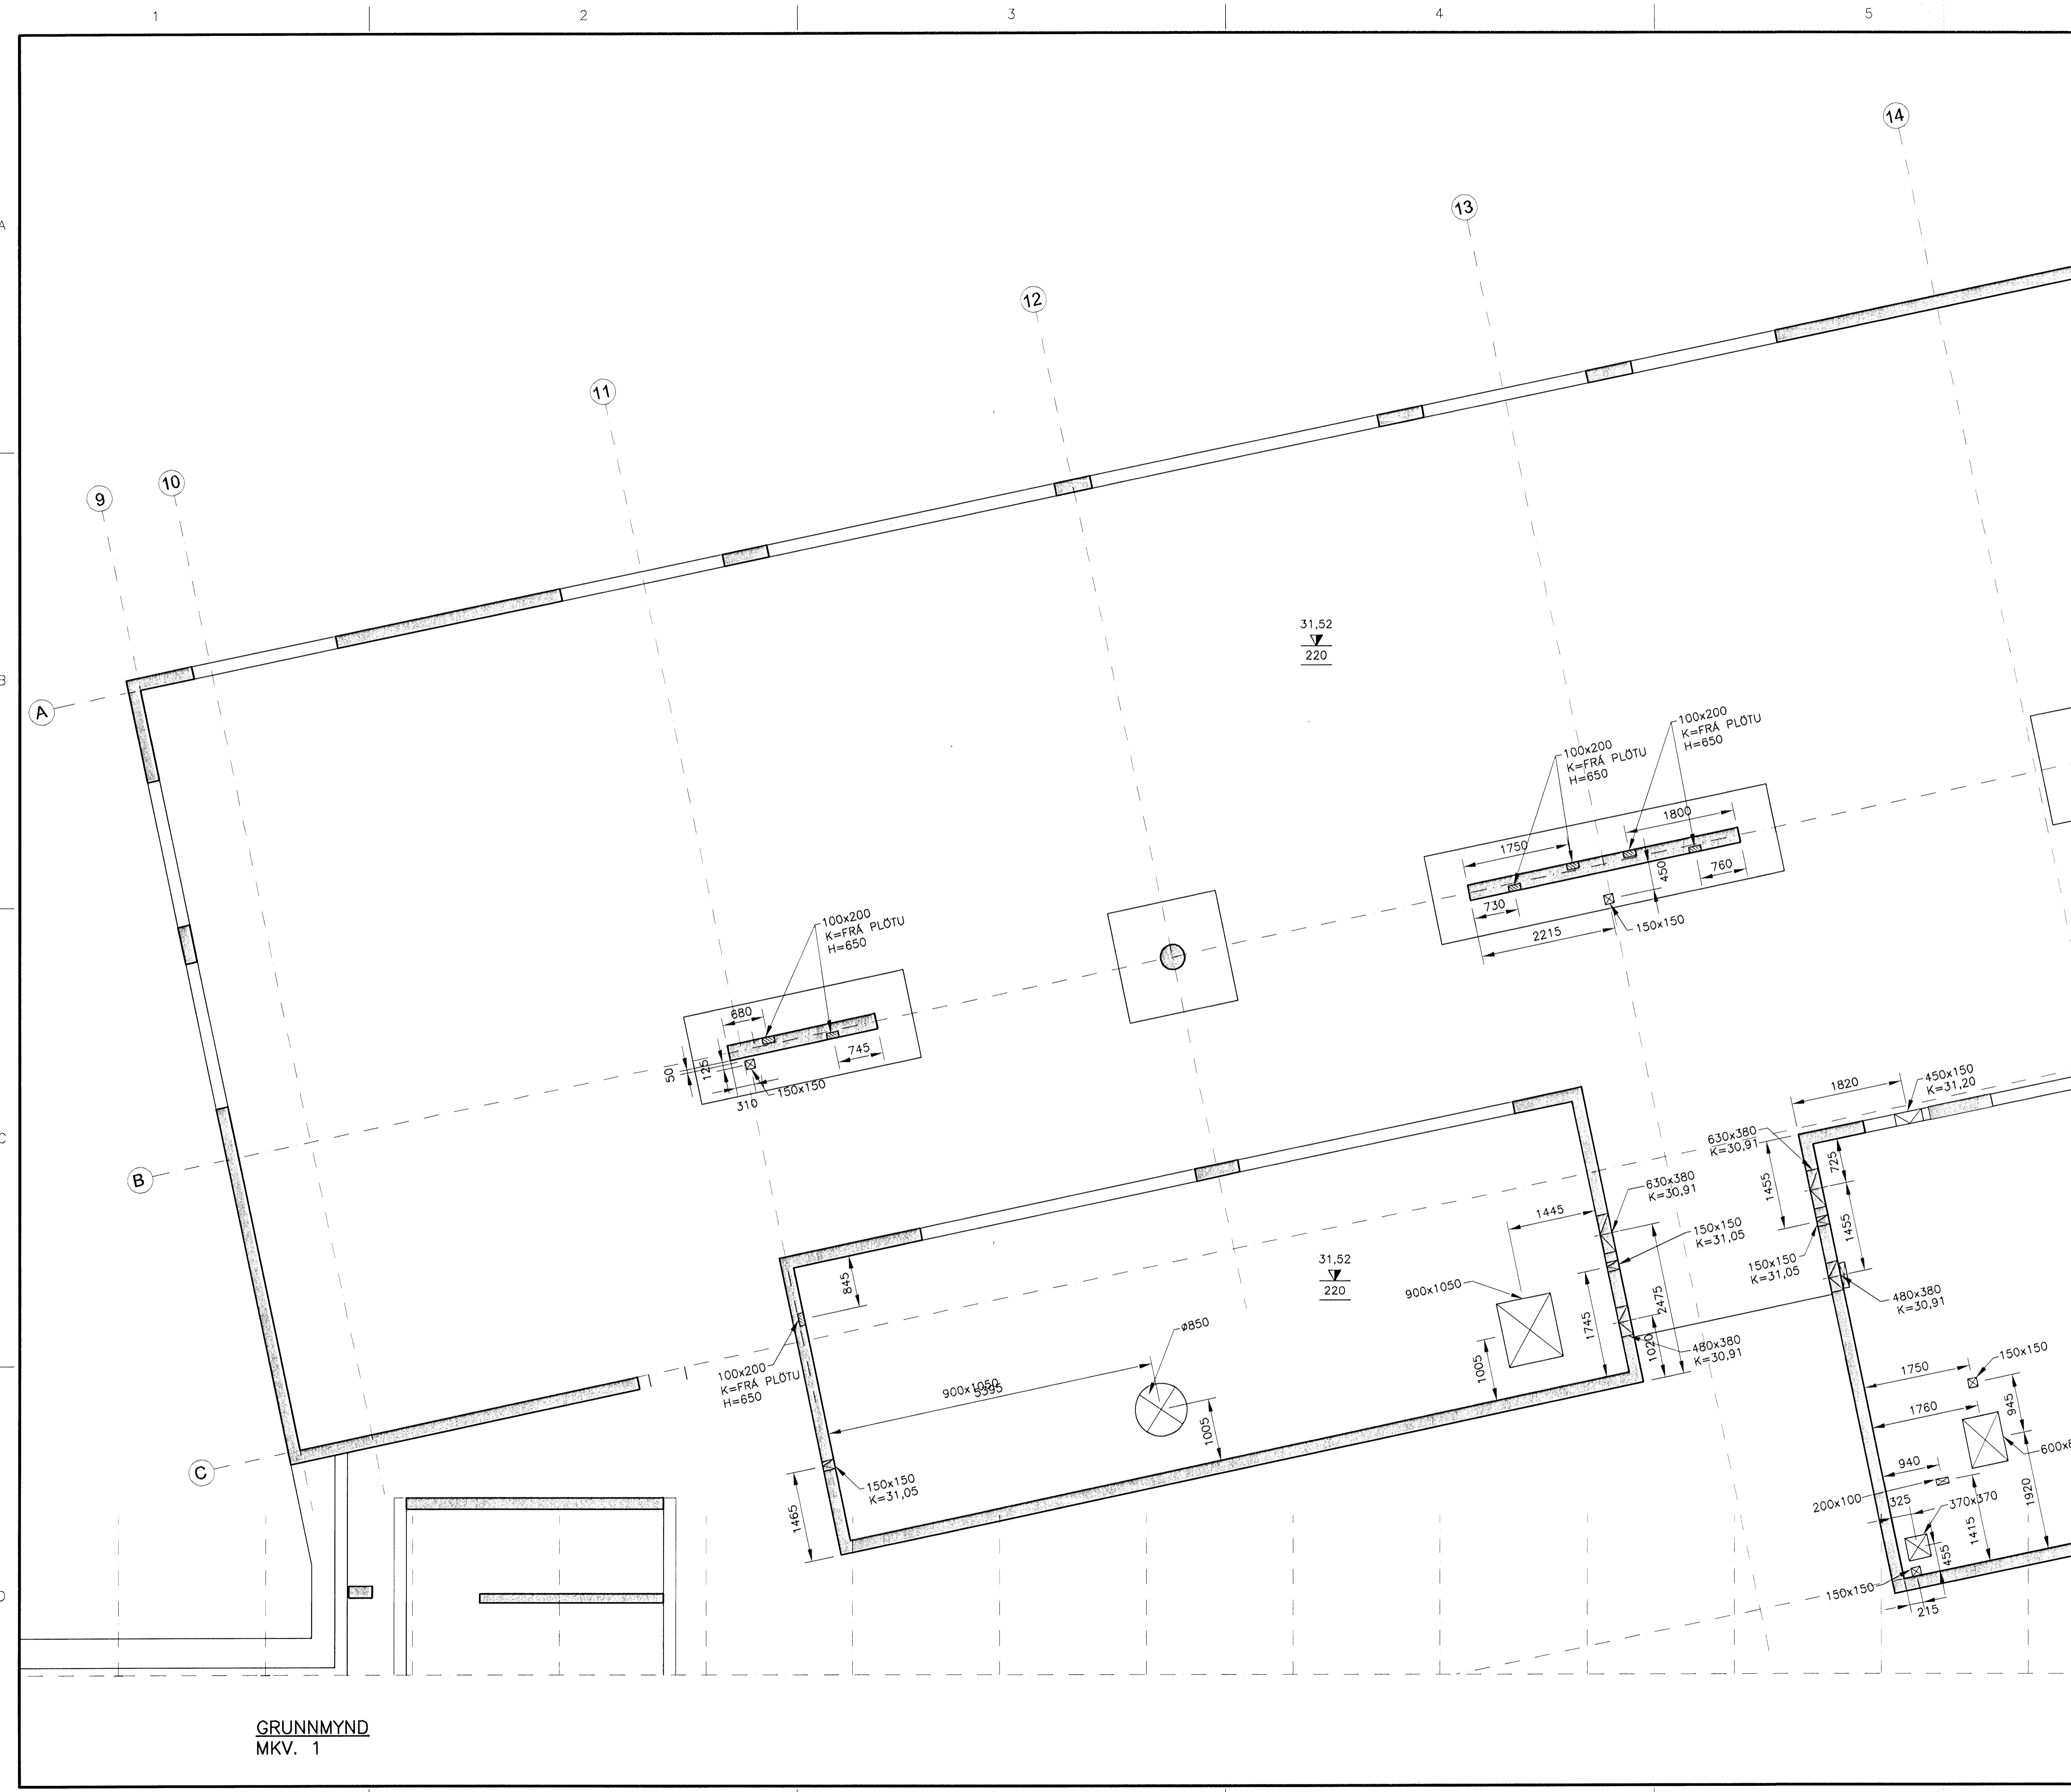 1 2 3 4 5
A
B
C
D
14
13
12
11
10
9
A
B
C
31,52
220
100x200
K=FRÁ PLÖTU
H=650
100x200
K=FRÁ PLÖTU
H=650
1800
1750
450
760
730
150x150
2215
100x200
K=FRÁ PLÖTU
H=650
680
745
50
125
150x150
310
1820
450x150
K=31,20
630x380
K=30,91
725
1455
1455
630x380
K=30,91
1445
150x150
K=31,05
150x150
K=31,05
31,52
220
845
900x1050
2475
480x380
K=30,91
ø850
1745
1020
480x380
K=30,91
1005
100x200
K=FRÁ PLÖTU
H=650
900x1050
5395
1005
150x150
1750
945
1760
940
200x100
325
370x370
1920
1415
455
150x150
K=31,05
1465
150x150
215
GRUNNMYND
MKV. 1